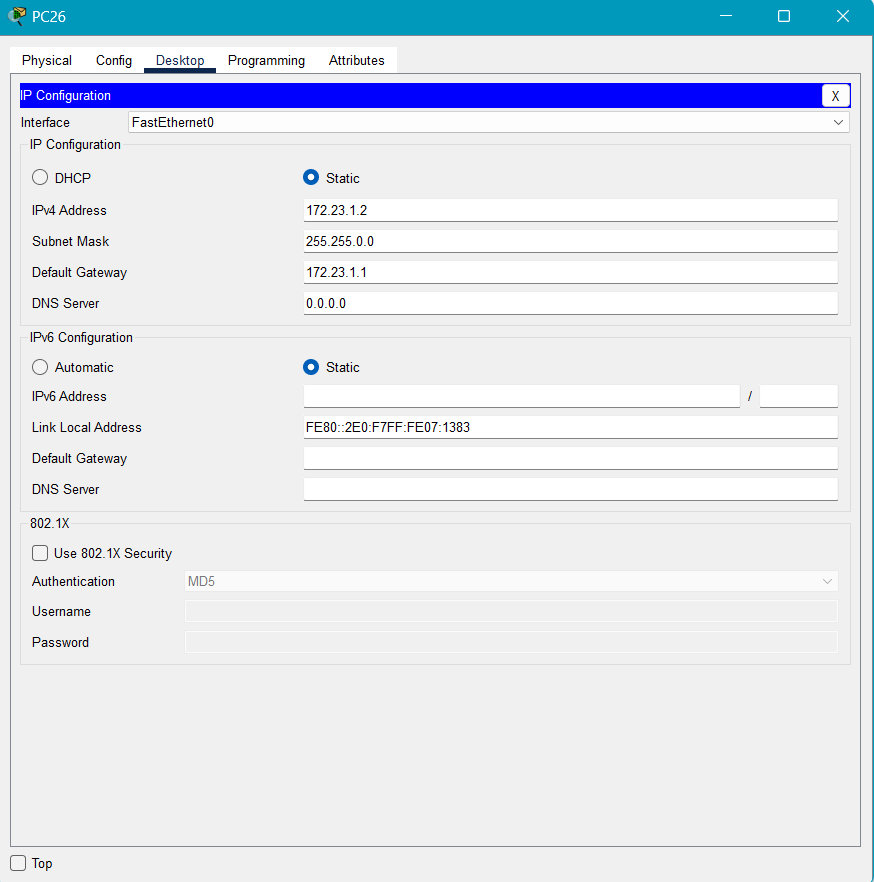 PC26
Physical Config Desktop Programming Attributes
IP Configuration X
Interface FastEthernet0
IP Configuration
DHCP Static
IPv4 Address 172.23.1.2
Subnet Mask 255.255.0.0
Default Gateway 172.23.1.1
DNS Server 0.0.0.0
IPv6 Configuration
Automatic Static
IPv6 Address /
Link Local Address FE80::2E0:F7FF:FE07:1383
Default Gateway
DNS Server
802.1X
Use 802.1X Security
Authentication MD5
Username
Password
Top